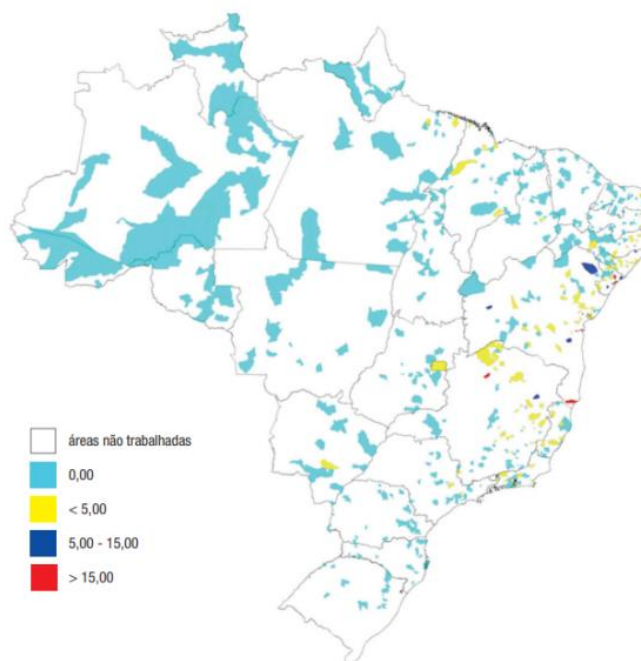 áreas não trabalhadas
0,00
< 5,00
5,00 - 15,00
> 15,00